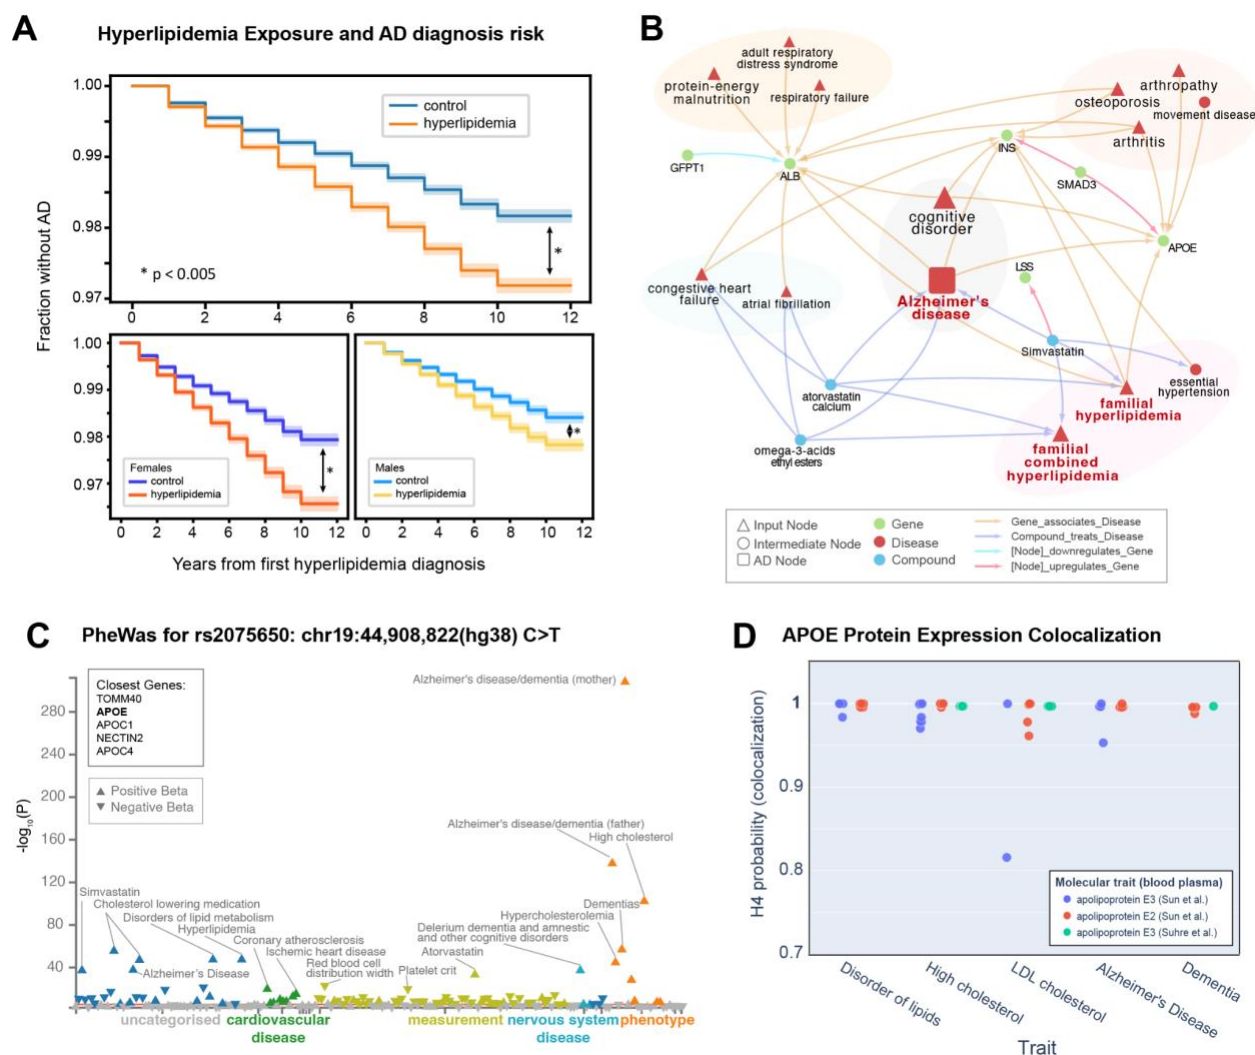 A
Hyperlipidemia Exposure and AD diagnosis risk
Fraction without AD
1.00
0.99
0.98
0.97
control
hyperlipidemia
* p < 0.005
*
0 2 4 6 8 10 12
1.00
0.99
0.98
0.97
Females
control
hyperlipidemia
*
0 2 4 6 8 10 12
Males
control
hyperlipidemia
*
0 2 4 6 8 10 12
Years from first hyperlipidemia diagnosis
B
adult respiratory
distress syndrome
protein-energy
malnutrition
respiratory failure
arthropathy
osteoporosis
movement disease
arthritis
INS
GFPT1
ALB
SMAD3
cognitive
disorder
APOE
LSS
congestive heart
failure
atrial fibrillation
Alzheimer's
disease
Simvastatin
essential
hypertension
atorvastatin
calcium
familial
hyperlipidemia
omega-3-acids
ethyl esters
familial
combined
hyperlipidemia
Input Node
Intermediate Node
AD Node
Gene
Disease
Compound
Gene_associates_Disease
Compound_treats_Disease
[Node]_downregulates_Gene
[Node]_upregulates_Gene
C
PheWas for rs2075650: chr19:44,908,822(hg38) C>T
Closest Genes:
TOMM40
APOE
APOC1
NECTIN2
APOC4
Positive Beta
Negative Beta
-log10(P)
280
240
200
160
120
80
40
Alzheimer's disease/dementia (mother)
Alzheimer's disease/dementia (father)
High cholesterol
Simvastatin
Cholesterol lowering medication
Disorders of lipid metabolism
Hyperlipidemia
Alzheimer's Disease
Coronary atherosclerosis
Ischemic heart disease
Red blood cell
distribution width
Platelet crit
Atorvastatin
Delerium dementia and amnestic
and other cognitive disorders
Hypercholesterolemia
Dementias
uncategorised
cardiovascular
disease
measurement
nervous system
disease
phenotype
D
APOE Protein Expression Colocalization
H4 probability (colocalization)
1
0.9
0.8
0.7
Molecular trait (blood plasma)
apolipoprotein E3 (Sun et al.)
apolipoprotein E2 (Sun et al.)
apolipoprotein E3 (Suhre et al.)
Disorder of lipids
High cholesterol
LDL cholesterol
Alzheimer's Disease
Dementia
Trait